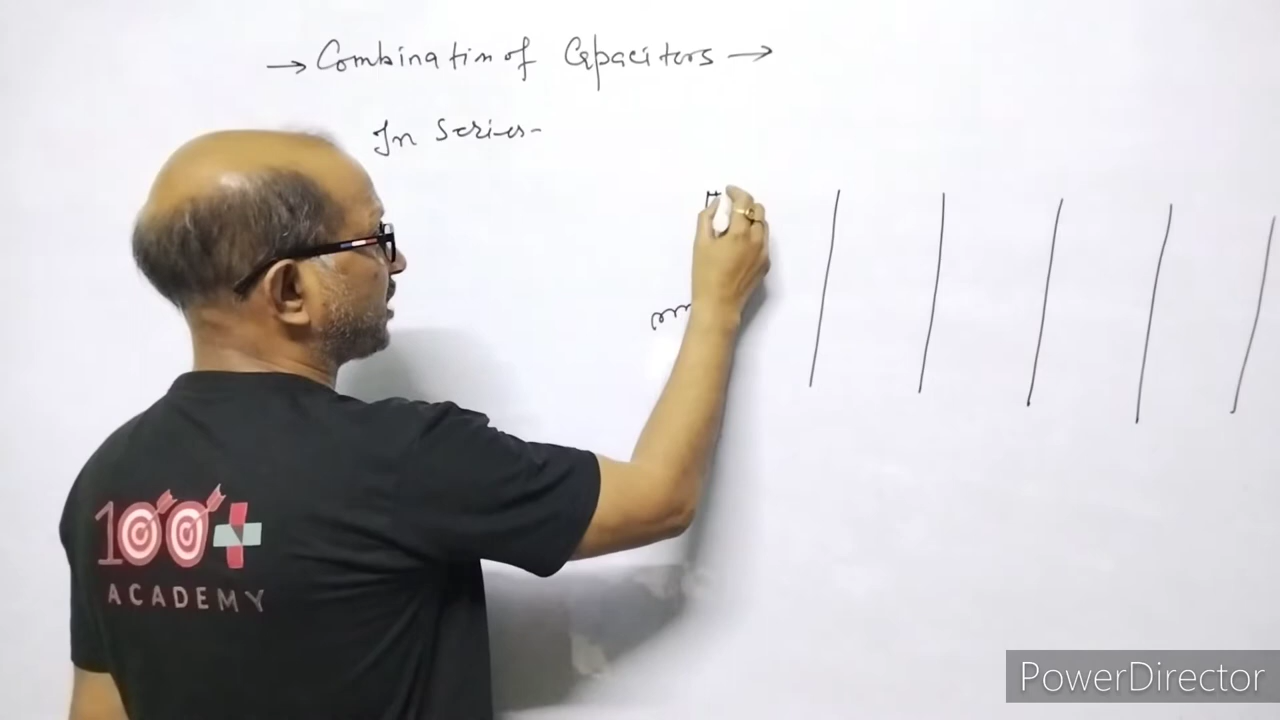 → Combination of Capacitors →
In Series-
100+
ACADEMY
PowerDirector